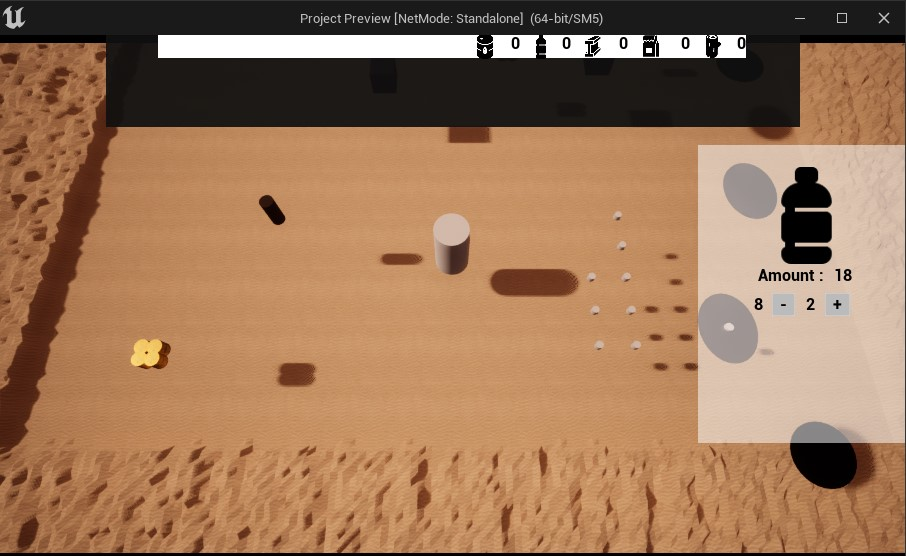 Project Preview [NetMode: Standalone] (64-bit/SM5)
0 0 0 0 0
Amount : 18
8 - 2 +